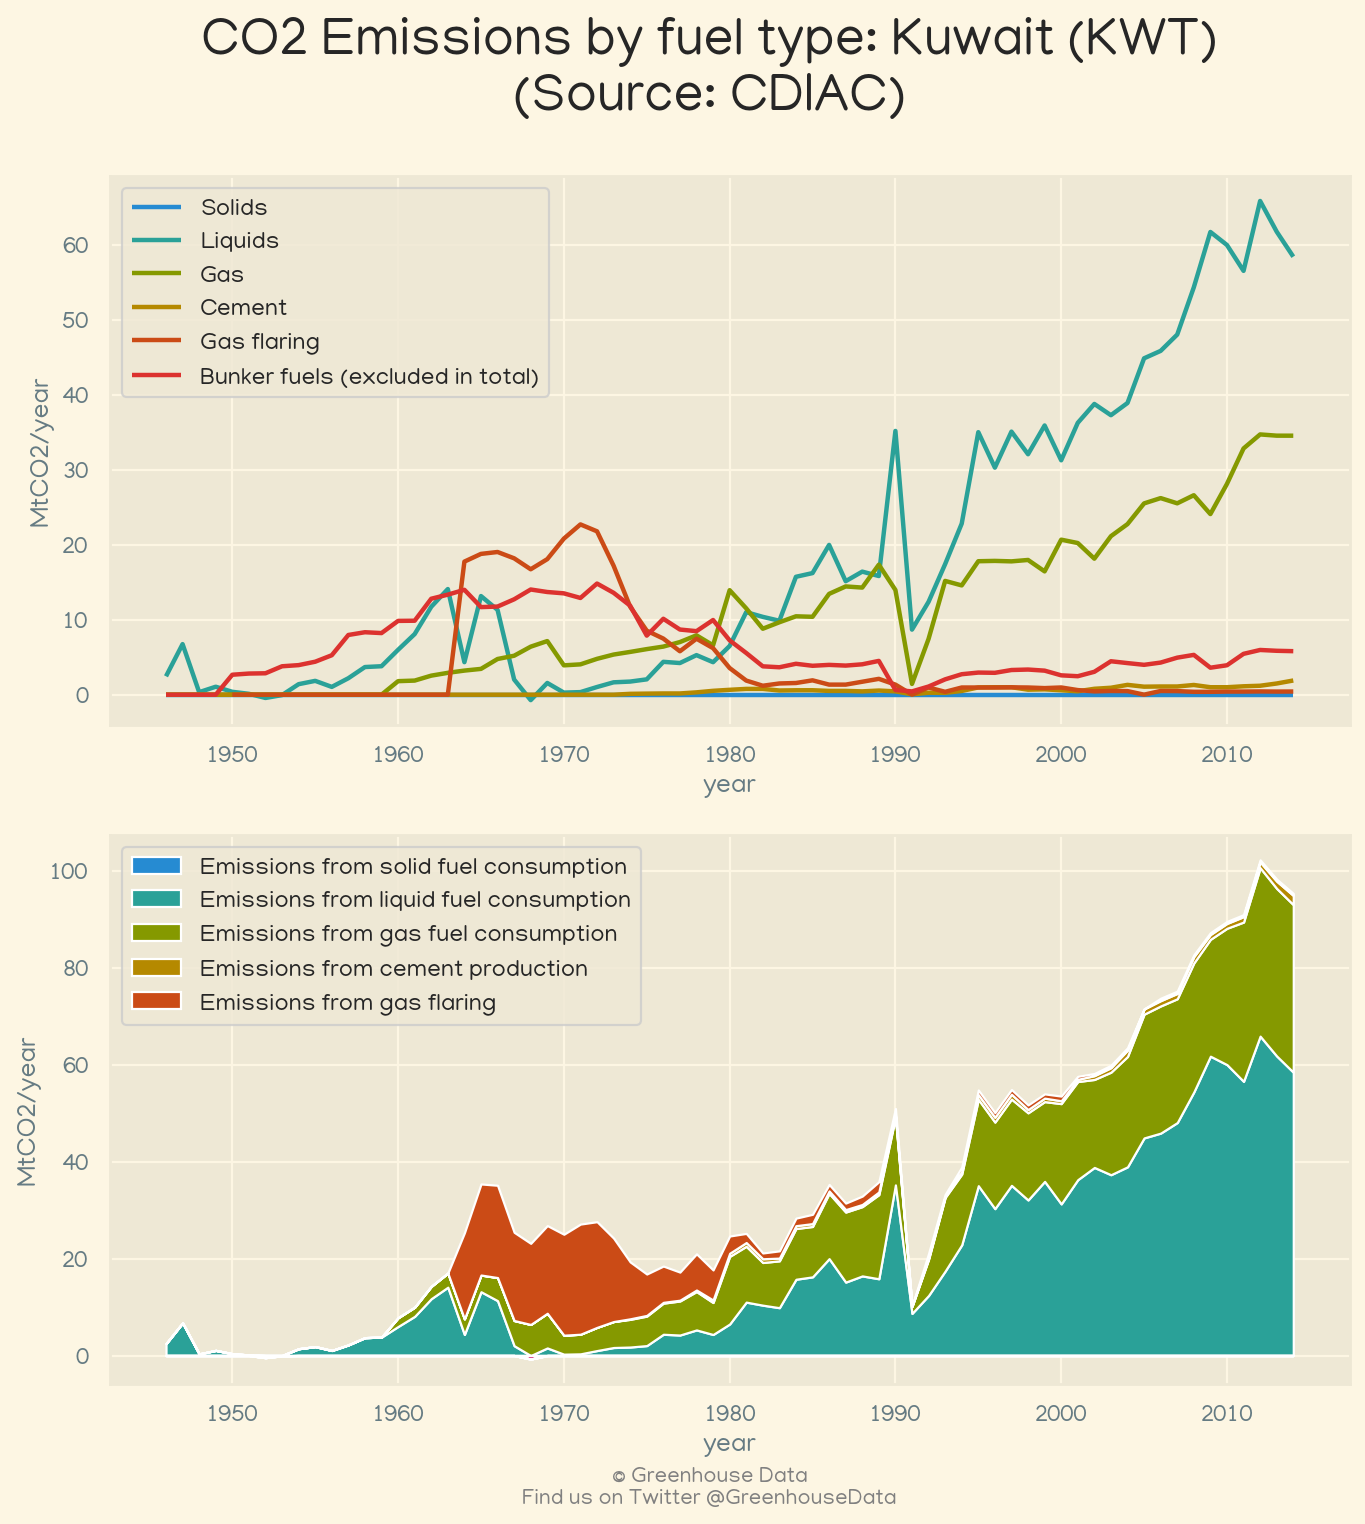 CO2 Emissions by fuel type: Kuwait (KWT)
(Source: CDIAC)
Solids
Liquids
Gas
Cement
Gas flaring
Bunker fuels (excluded in total)
60
50
40
30
20
10
0
MtCO2/year
1950 1960 1970 1980 1990 2000 2010
year
Emissions from solid fuel consumption
Emissions from liquid fuel consumption
Emissions from gas fuel consumption
Emissions from cement production
Emissions from gas flaring
100
80
60
40
20
0
MtCO2/year
1950 1960 1970 1980 1990 2000 2010
year
© Greenhouse Data
Find us on Twitter @GreenhouseData